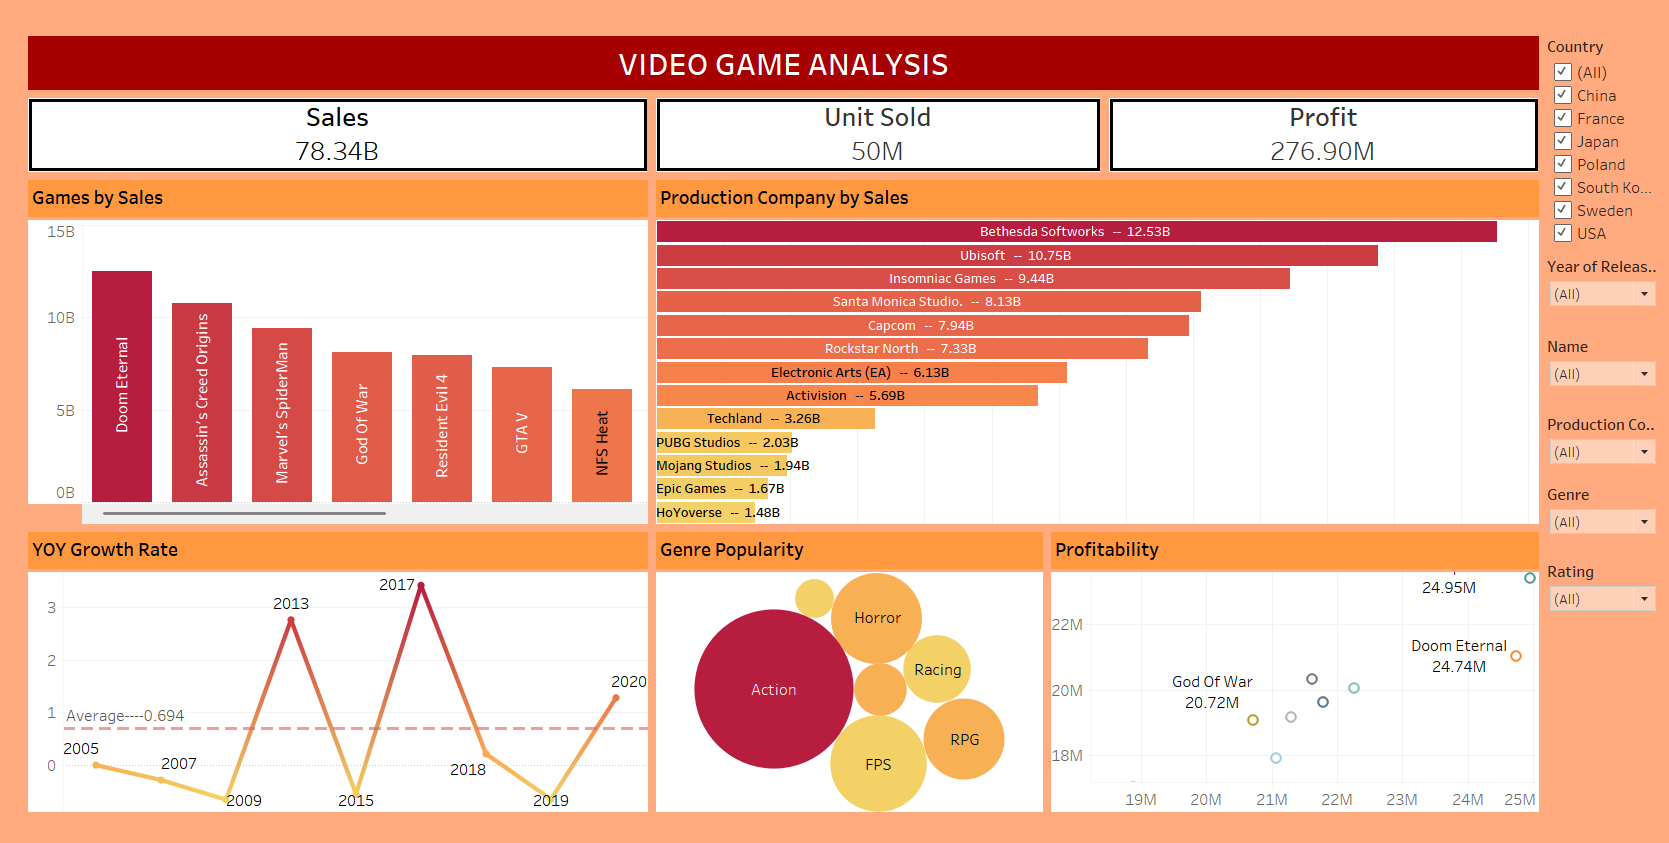 VIDEO GAME ANALYSIS
Sales
78.34B
Unit Sold
50M
Profit
276.90M
Games by Sales
15B
10B
5B
0B
Doom Eternal
Assassin's Creed Origins
Marvel's SpiderMan
God Of War
Resident Evil 4
GTA V
NFS Heat
Production Company by Sales
Bethesda Softworks -- 12.53B
Ubisoft -- 10.75B
Insomniac Games -- 9.44B
Santa Monica Studio. -- 8.13B
Capcom -- 7.94B
Rockstar North -- 7.33B
Electronic Arts (EA) -- 6.13B
Activision -- 5.69B
Techland -- 3.26B
PUBG Studios -- 2.03B
Mojang Studios -- 1.94B
Epic Games -- 1.67B
HoYoverse -- 1.48B
YOY Growth Rate
3
2
1
0
Average----0.694
2005
2007
2009
2013
2015
2017
2018
2019
2020
Genre Popularity
Action
Horror
Racing
RPG
FPS
Profitability
22M
20M
18M
24.95M
Doom Eternal
24.74M
God Of War
20.72M
19M
20M
21M
22M
23M
24M
25M
Country
(All)
China
France
Japan
Poland
South Ko...
Sweden
USA
Year of Releas..
(All)
Name
(All)
Production Co..
(All)
Genre
(All)
Rating
(All)